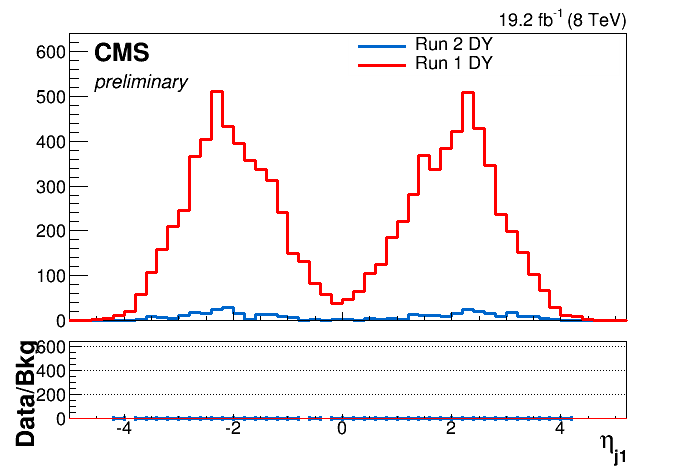 19.2 fb-1 (8 TeV)
CMS
preliminary
Run 2 DY
Run 1 DY
600
500
400
300
200
100
0
Data/Bkg
600
400
200
0
-4 -2 0 2 4
ηj1